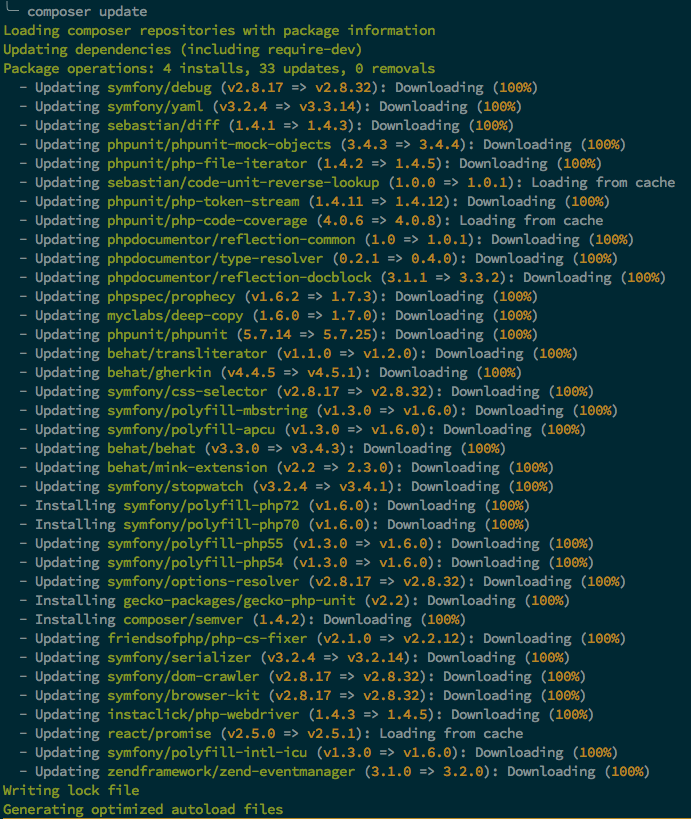 ╰─ composer update
Loading composer repositories with package information
Updating dependencies (including require-dev)
Package operations: 4 installs, 33 updates, 0 removals
- Updating symfony/debug (v2.8.17 => v2.8.32): Downloading (100%)
- Updating symfony/yaml (v3.2.4 => v3.3.14): Downloading (100%)
- Updating sebastian/diff (1.4.1 => 1.4.3): Downloading (100%)
- Updating phpunit/phpunit-mock-objects (3.4.3 => 3.4.4): Downloading (100%)
- Updating phpunit/php-file-iterator (1.4.2 => 1.4.5): Downloading (100%)
- Updating sebastian/code-unit-reverse-lookup (1.0.0 => 1.0.1): Loading from cache
- Updating phpunit/php-token-stream (1.4.11 => 1.4.12): Downloading (100%)
- Updating phpunit/php-code-coverage (4.0.6 => 4.0.8): Loading from cache
- Updating phpdocumentor/reflection-common (1.0 => 1.0.1): Downloading (100%)
- Updating phpdocumentor/type-resolver (0.2.1 => 0.4.0): Downloading (100%)
- Updating phpdocumentor/reflection-docblock (3.1.1 => 3.3.2): Downloading (100%)
- Updating phpspec/prophecy (v1.6.2 => 1.7.3): Downloading (100%)
- Updating myclabs/deep-copy (1.6.0 => 1.7.0): Downloading (100%)
- Updating phpunit/phpunit (5.7.14 => 5.7.25): Downloading (100%)
- Updating behat/transliterator (v1.1.0 => v1.2.0): Downloading (100%)
- Updating behat/gherkin (v4.4.5 => v4.5.1): Downloading (100%)
- Updating symfony/css-selector (v2.8.17 => v2.8.32): Downloading (100%)
- Updating symfony/polyfill-mbstring (v1.3.0 => v1.6.0): Downloading (100%)
- Updating symfony/polyfill-apcu (v1.3.0 => v1.6.0): Downloading (100%)
- Updating behat/behat (v3.3.0 => v3.4.3): Downloading (100%)
- Updating behat/mink-extension (v2.2 => 2.3.0): Downloading (100%)
- Updating symfony/stopwatch (v3.2.4 => v3.4.1): Downloading (100%)
- Installing symfony/polyfill-php72 (v1.6.0): Downloading (100%)
- Installing symfony/polyfill-php70 (v1.6.0): Downloading (100%)
- Updating symfony/polyfill-php55 (v1.3.0 => v1.6.0): Downloading (100%)
- Updating symfony/polyfill-php54 (v1.3.0 => v1.6.0): Downloading (100%)
- Updating symfony/options-resolver (v2.8.17 => v2.8.32): Downloading (100%)
- Installing gecko-packages/gecko-php-unit (v2.2): Downloading (100%)
- Installing composer/semver (1.4.2): Downloading (100%)
- Updating friendsofphp/php-cs-fixer (v2.1.0 => v2.2.12): Downloading (100%)
- Updating symfony/serializer (v3.2.4 => v3.2.14): Downloading (100%)
- Updating symfony/dom-crawler (v2.8.17 => v2.8.32): Downloading (100%)
- Updating symfony/browser-kit (v2.8.17 => v2.8.32): Downloading (100%)
- Updating instaclick/php-webdriver (1.4.3 => 1.4.5): Downloading (100%)
- Updating react/promise (v2.5.0 => v2.5.1): Loading from cache
- Updating symfony/polyfill-intl-icu (v1.3.0 => v1.6.0): Downloading (100%)
- Updating zendframework/zend-eventmanager (3.1.0 => 3.2.0): Downloading (100%)
Writing lock file
Generating optimized autoload files